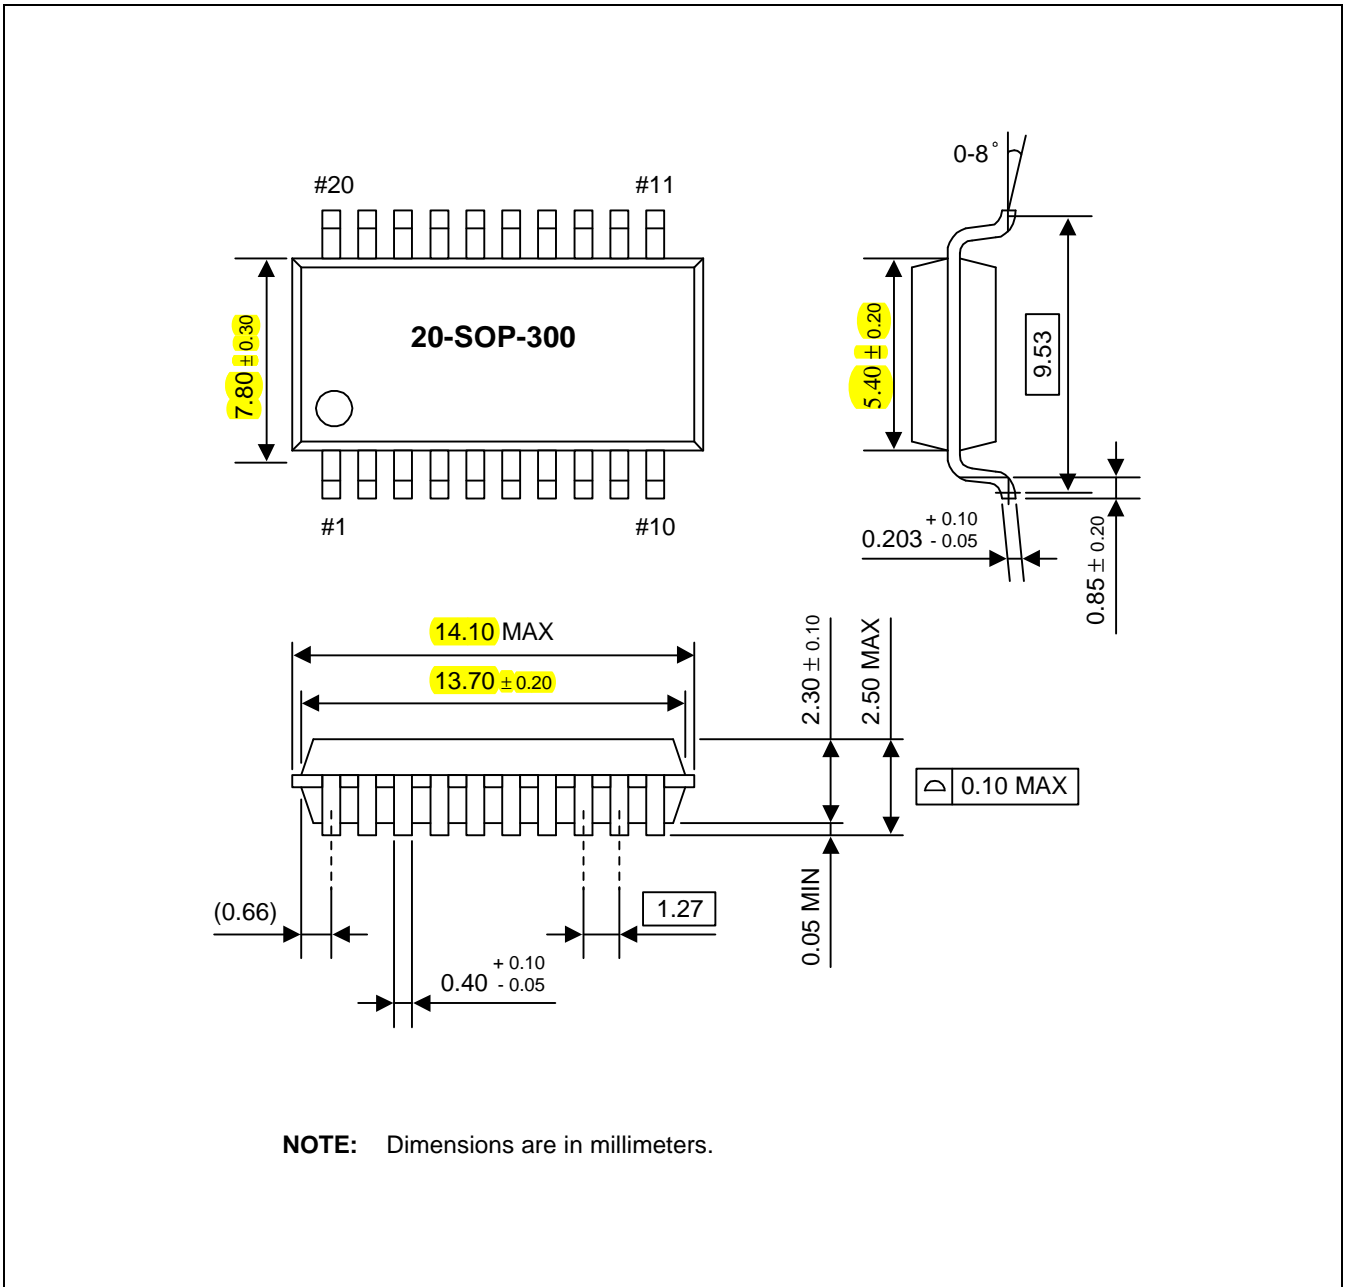 0-8°
#20
#11
20-SOP-300
7.80 ± 0.30
5.40 ± 0.20
9.53
#1
#10
0.203 + 0.10 - 0.05
0.85 ± 0.20
14.10 MAX
13.70 ± 0.20
2.30 ± 0.10
2.50 MAX
⌓ 0.10 MAX
(0.66)
1.27
0.05 MIN
0.40 + 0.10 - 0.05
NOTE: Dimensions are in millimeters.